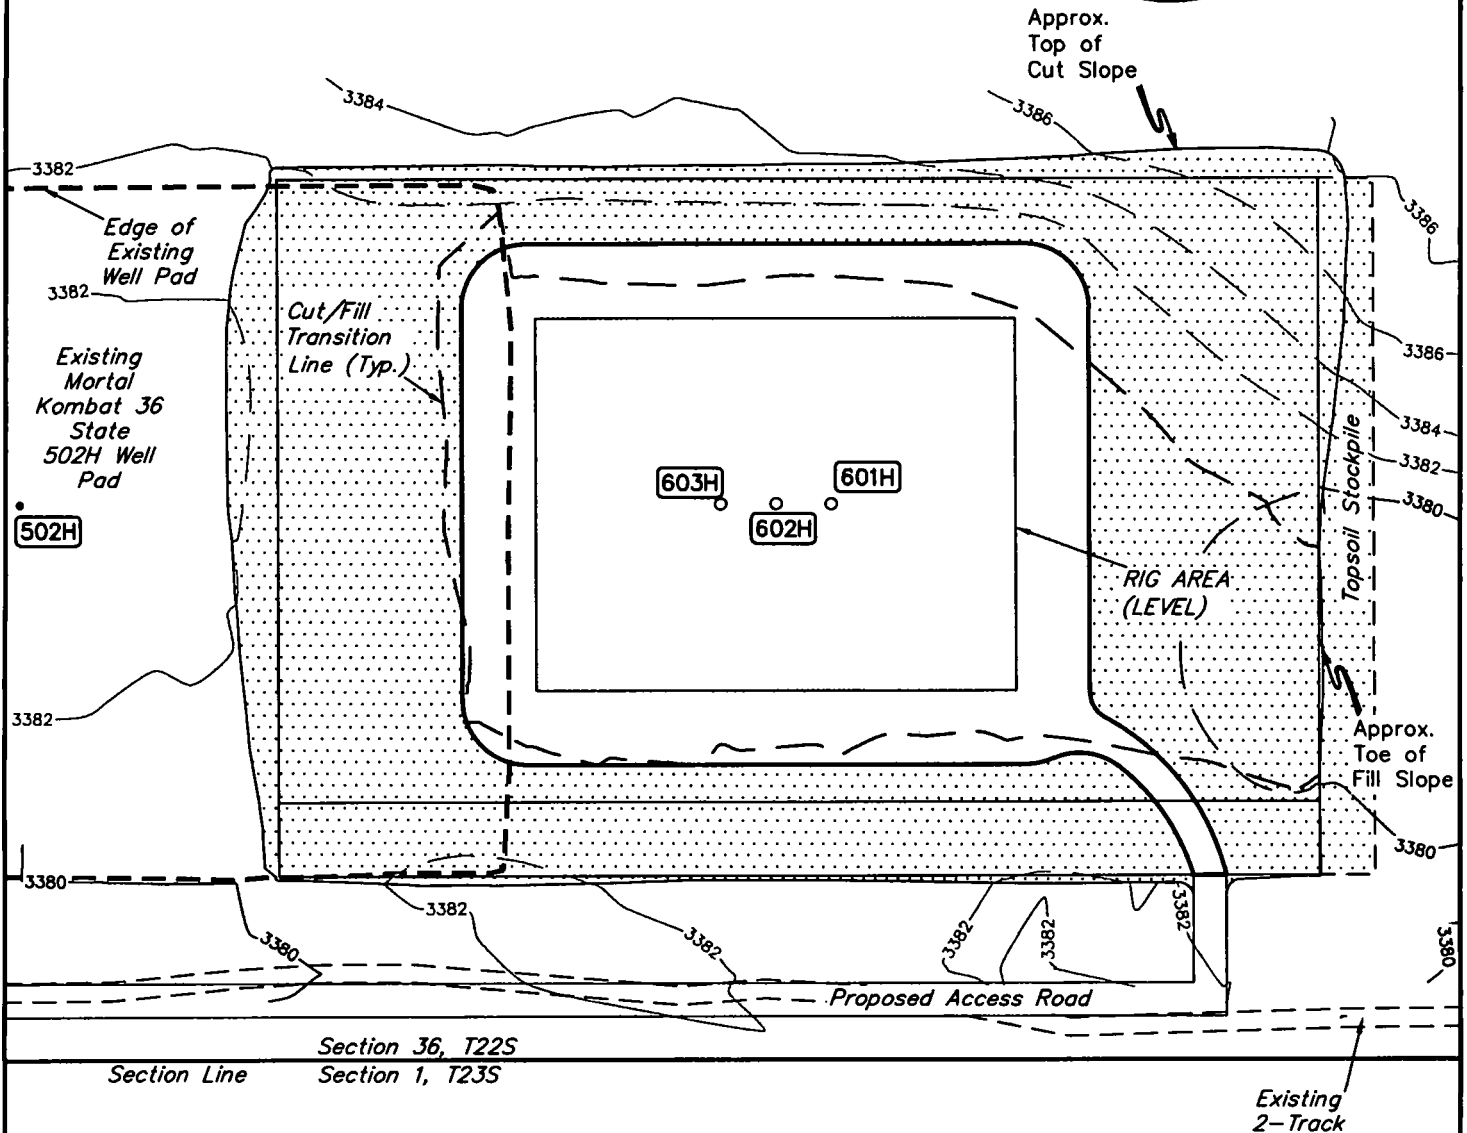 Approx.
Top of
Cut Slope
3384
3386
3382
Edge of
Existing
Well Pad
3386
3382
Cut/Fill
Transition
Line (Typ.)
Existing
Mortal
Kombat 36
State
502H Well
Pad
3386
3384
3382
3380
Topsoil Stockpile
603H
601H
602H
502H
RIG AREA
(LEVEL)
3382
Approx.
Toe of
Fill Slope
3380
3380
3382
3382
3380
3382
3382
3382
3380
Proposed Access Road
Section 36, T22S
Section Line
Section 1, T23S
Existing
2-Track